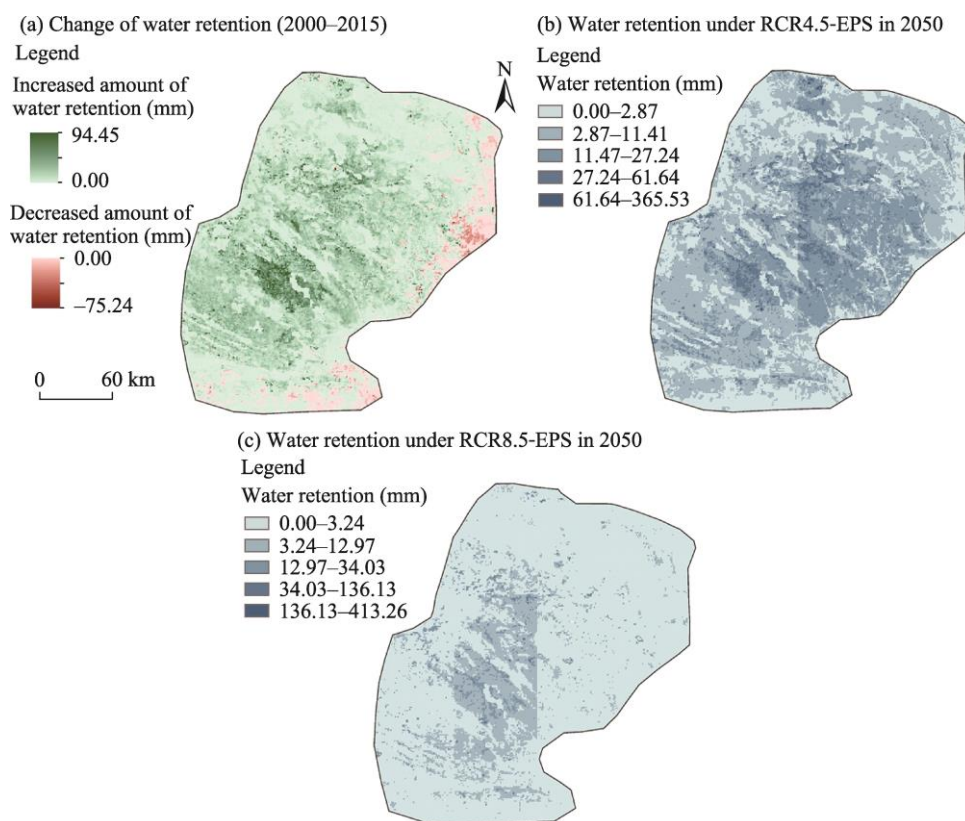 (a) Change of water retention (2000–2015)
Legend
Increased amount of
water retention (mm)
94.45
0.00
Decreased amount of
water retention (mm)
0.00
–75.24
0 60 km
N
(b) Water retention under RCR4.5-EPS in 2050
Legend
Water retention (mm)
0.00–2.87
2.87–11.41
11.47–27.24
27.24–61.64
61.64–365.53
(c) Water retention under RCR8.5-EPS in 2050
Legend
Water retention (mm)
0.00–3.24
3.24–12.97
12.97–34.03
34.03–136.13
136.13–413.26